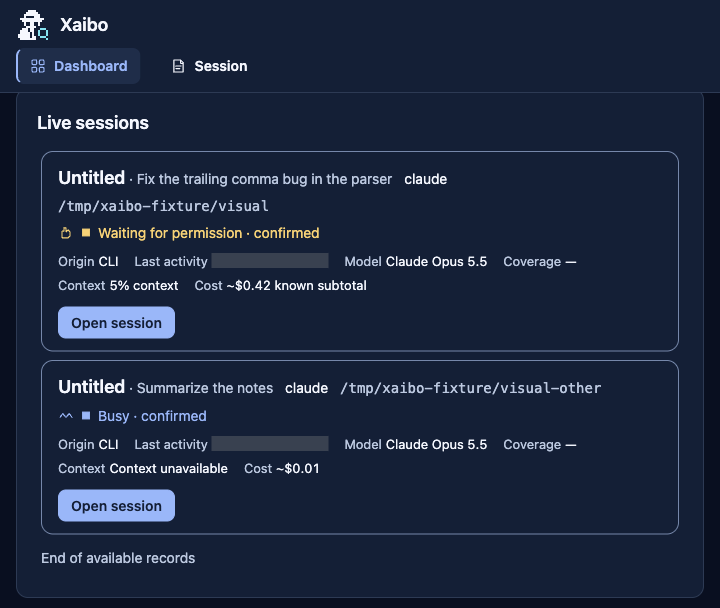 Xaibo
Dashboard Session
Live sessions
Untitled · Fix the trailing comma bug in the parser claude
/tmp/xaibo-fixture/visual
Waiting for permission · confirmed
Origin CLI Last activity Model Claude Opus 5.5 Coverage —
Context 5% context Cost ~$0.42 known subtotal
Open session
Untitled · Summarize the notes claude /tmp/xaibo-fixture/visual-other
Busy · confirmed
Origin CLI Last activity Model Claude Opus 5.5 Coverage —
Context Context unavailable Cost ~$0.01
Open session
End of available records